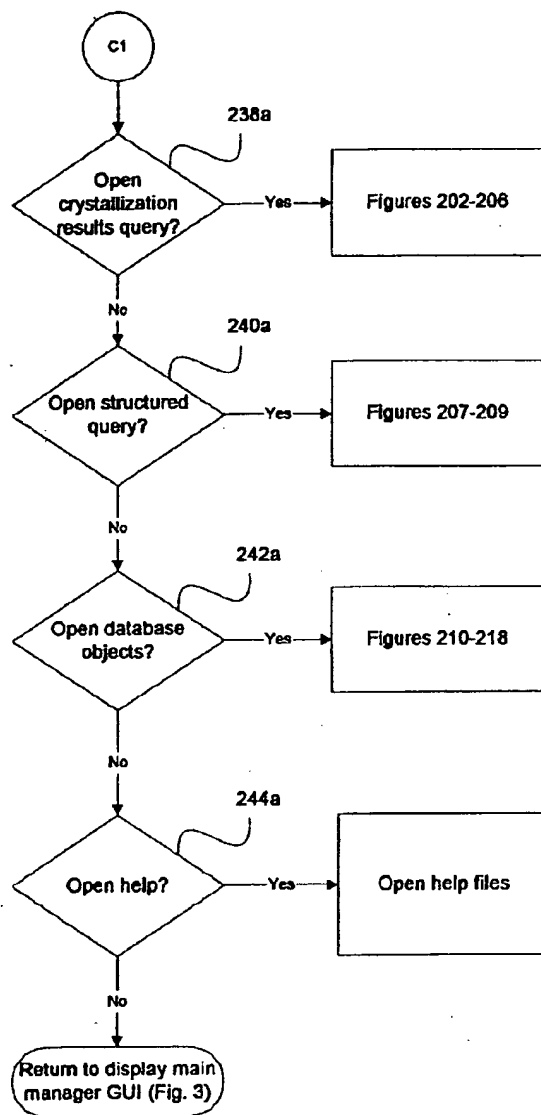 C1
238a
Open
crystallization
results query?
Yes
Figures 202-206
No
240a
Open structured
query?
Yes
Figures 207-209
No
242a
Open database
objects?
Yes
Figures 210-218
No
244a
Open help?
Yes
Open help files
No
Return to display main
manager GUI (Fig. 3)